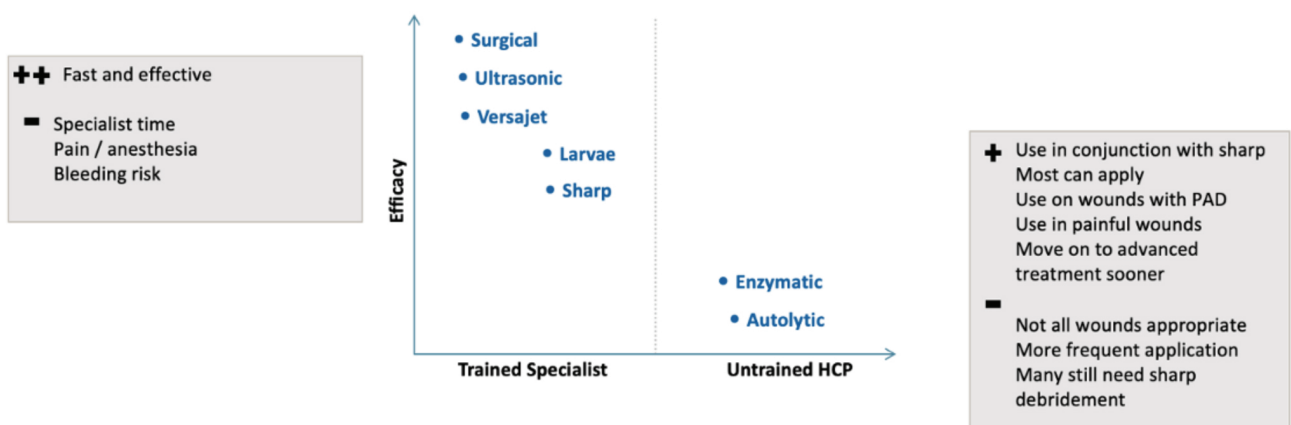 ++ Fast and effective
- Specialist time
Pain / anesthesia
Bleeding risk
Efficacy
• Surgical
• Ultrasonic
• Versajet
• Larvae
• Sharp
• Enzymatic
• Autolytic
Trained Specialist
Untrained HCP
+ Use in conjunction with sharp
Most can apply
Use on wounds with PAD
Use in painful wounds
Move on to advanced
treatment sooner
-
Not all wounds appropriate
More frequent application
Many still need sharp
debridement